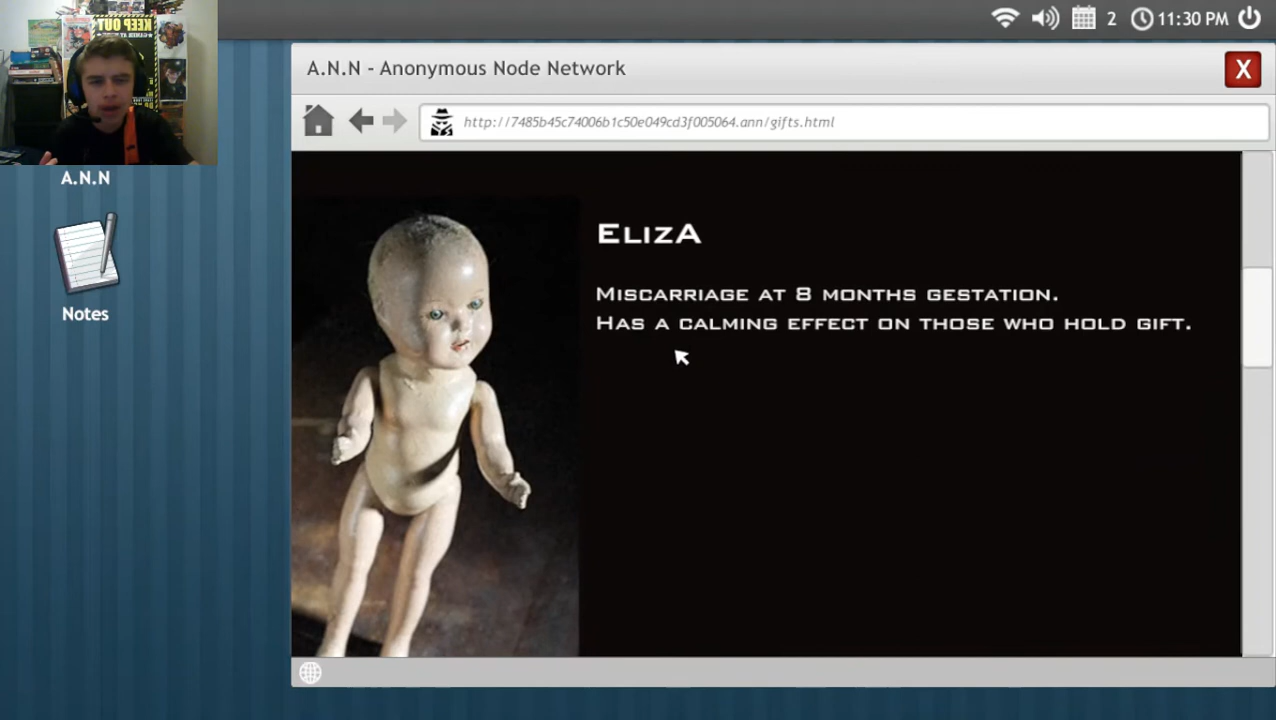 KEEP OUT
2
11:30 PM
A.N.N - Anonymous Node Network
X
http://7485b45c74006b1c50e049cd3f005064.ann/gifts.html
A.N.N
Notes
ElizA
Miscarriage at 8 months gestation.
Has a calming effect on those who hold gift.